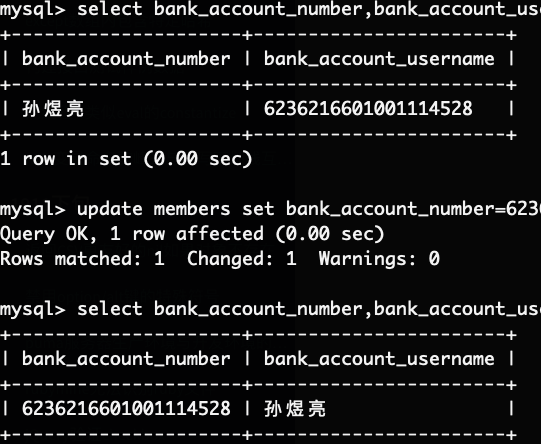 mysql> select bank_account_number,bank_account_us
+---------------------+-----------------------+
| bank_account_number | bank_account_username |
+---------------------+-----------------------+
| 孙煜亮 | 6236216601001114528 |
+---------------------+-----------------------+
1 row in set (0.00 sec)
mysql> update members set bank_account_number=623
Query OK, 1 row affected (0.00 sec)
Rows matched: 1 Changed: 1 Warnings: 0
mysql> select bank_account_number,bank_account_us
+---------------------+-----------------------+
| bank_account_number | bank_account_username |
+---------------------+-----------------------+
| 6236216601001114528 | 孙煜亮 |
+---------------------+-----------------------+